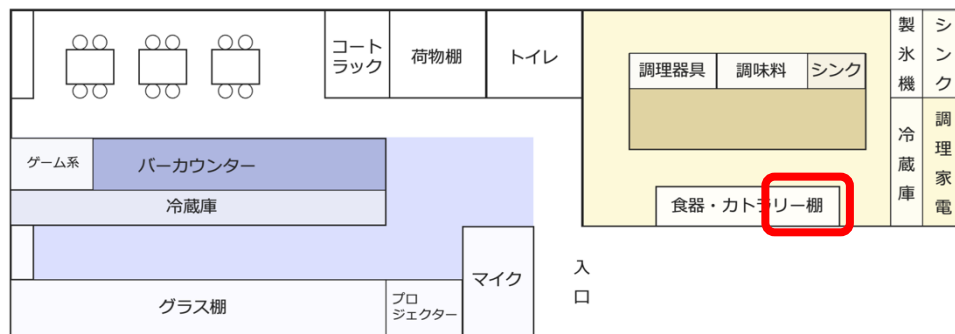 コート
ラック
荷物棚
トイレ
調理器具
調味料
シンク
製氷機
シンク
ゲーム系
バーカウンター
冷蔵庫
冷蔵庫
調理家電
食器・カトラリー棚
グラス棚
プロ
ジェクター
マイク
入口